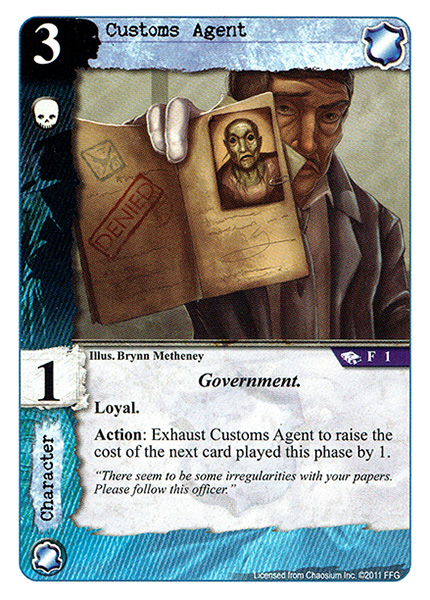 3
Customs Agent
DENIED
Illus. Brynn Metheney
F 1
1
Government.
Loyal.
Action: Exhaust Customs Agent to raise the
cost of the next card played this phase by 1.
"There seem to be some irregularities with your papers.
Please follow this officer."
Character
Licensed from Chaosium Inc. ©2011 FFG